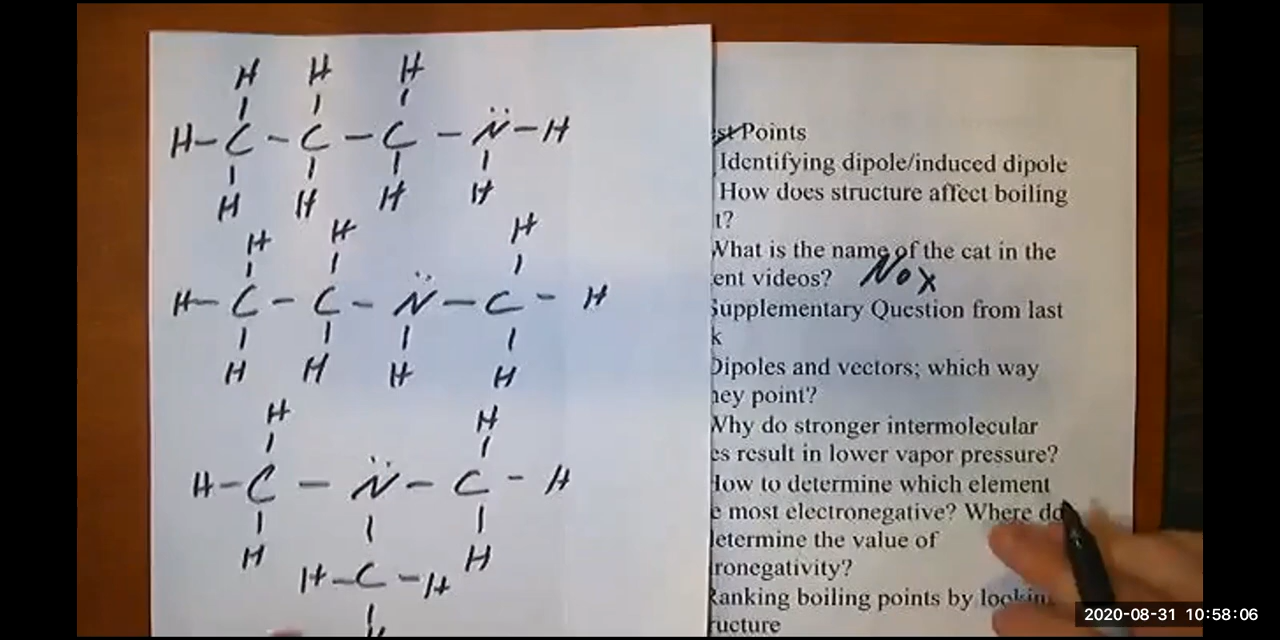 H H H
H-C-C-C-N̈-H
H H H H
H H H
H-C-C-N̈-C-H
H H H H
H H
H-C-N̈-C-H
H H
H-C-H
Points
Identifying dipole/induced dipole
How does structure affect boiling
t?
What is the name of the cat in the
ent videos? Nox
Supplementary Question from last
k
Dipoles and vectors; which way
hey point?
Why do stronger intermolecular
es result in lower vapor pressure?
How to determine which element
e most electronegative? Where do
etermine the value of
ronegativity?
Ranking boiling points by
ructure
2020-08-31 10:58:06